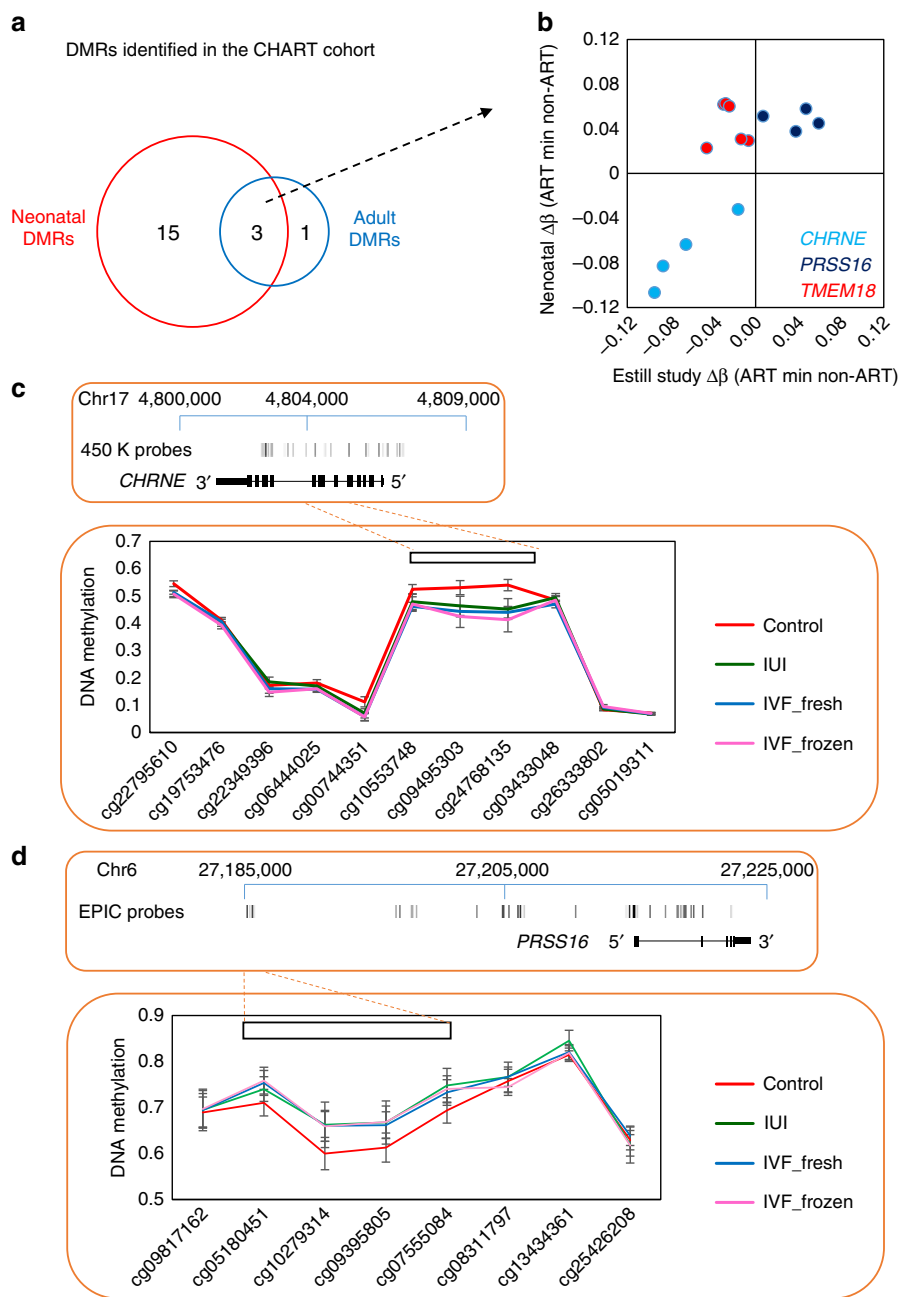 a
DMRs identified in the CHART cohort
Neonatal
DMRs
15
3
1
Adult
DMRs
b
Nenoatal Δβ (ART min non-ART)
0.12
0.08
0.04
0
−0.04
−0.08
−0.12
CHRNE
PRSS16
TMEM18
−0.12
−0.08
−0.04
0.00
0.04
0.08
0.12
Estill study Δβ (ART min non-ART)
c
Chr17 4,800,000 4,804,000 4,809,000
450 K probes
CHRNE 3′ 5′
DNA methylation
0.7
0.6
0.5
0.4
0.3
0.2
0.1
0
cg22795610
cg19753476
cg22349396
cg06444025
cg00744351
cg10553748
cg09495303
cg24768135
cg03433048
cg26333802
cg05019311
Control
IUI
IVF_fresh
IVF_frozen
d
Chr6 27,185,000 27,205,000 27,225,000
EPIC probes
PRSS16 5′ 3′
DNA methylation
0.9
0.8
0.7
0.6
0.5
cg09817162
cg05180451
cg10279314
cg09395805
cg07555084
cg08311797
cg13434361
cg25426208
Control
IUI
IVF_fresh
IVF_frozen